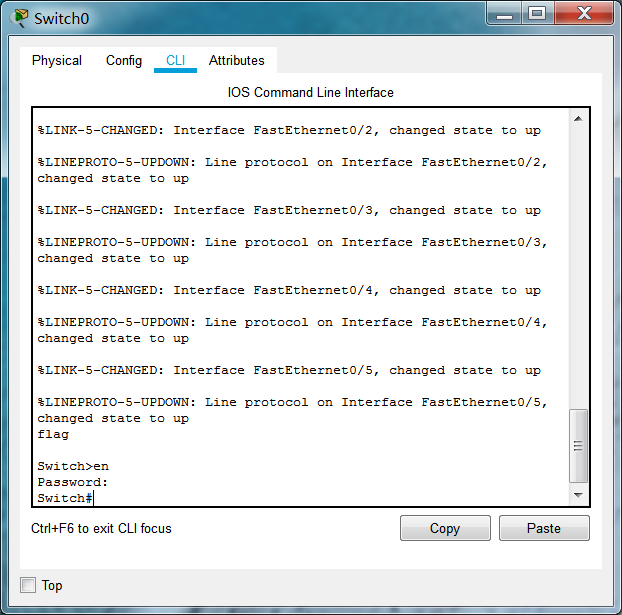 Switch0
Physical Config CLI Attributes
IOS Command Line Interface
%LINK-5-CHANGED: Interface FastEthernet0/2, changed state to up
%LINEPROTO-5-UPDOWN: Line protocol on Interface FastEthernet0/2,
changed state to up
%LINK-5-CHANGED: Interface FastEthernet0/3, changed state to up
%LINEPROTO-5-UPDOWN: Line protocol on Interface FastEthernet0/3,
changed state to up
%LINK-5-CHANGED: Interface FastEthernet0/4, changed state to up
%LINEPROTO-5-UPDOWN: Line protocol on Interface FastEthernet0/4,
changed state to up
%LINK-5-CHANGED: Interface FastEthernet0/5, changed state to up
%LINEPROTO-5-UPDOWN: Line protocol on Interface FastEthernet0/5,
changed state to up
flag
Switch>en
Password:
Switch#
Ctrl+F6 to exit CLI focus Copy Paste
Top